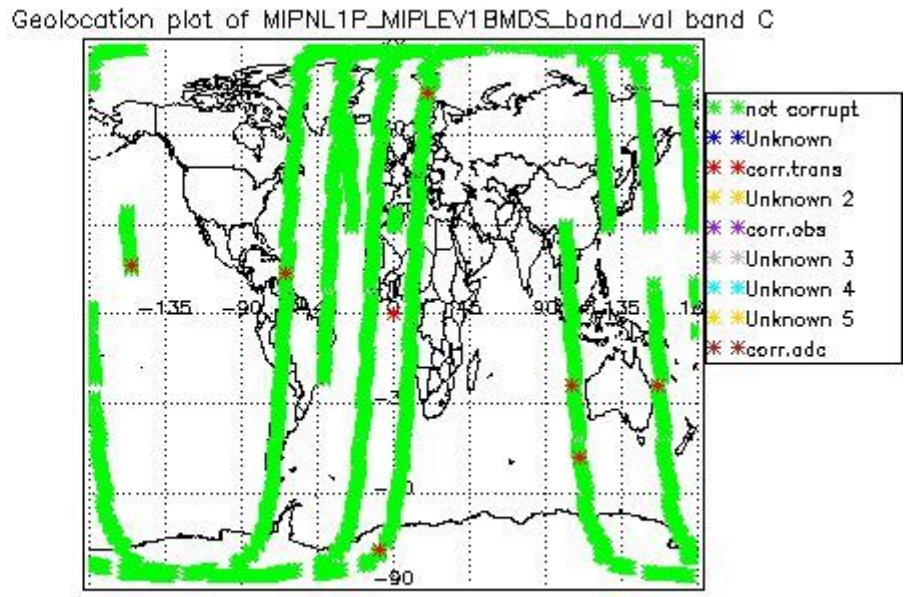 Geolocation plot of MIPNL1P_MIPLEV1BMDS_band_val band C
not corrupt
Unknown
corr.trans
Unknown 2
corr.obs
Unknown 3
Unknown 4
Unknown 5
corr.adc
-135
-90
90
135
-90